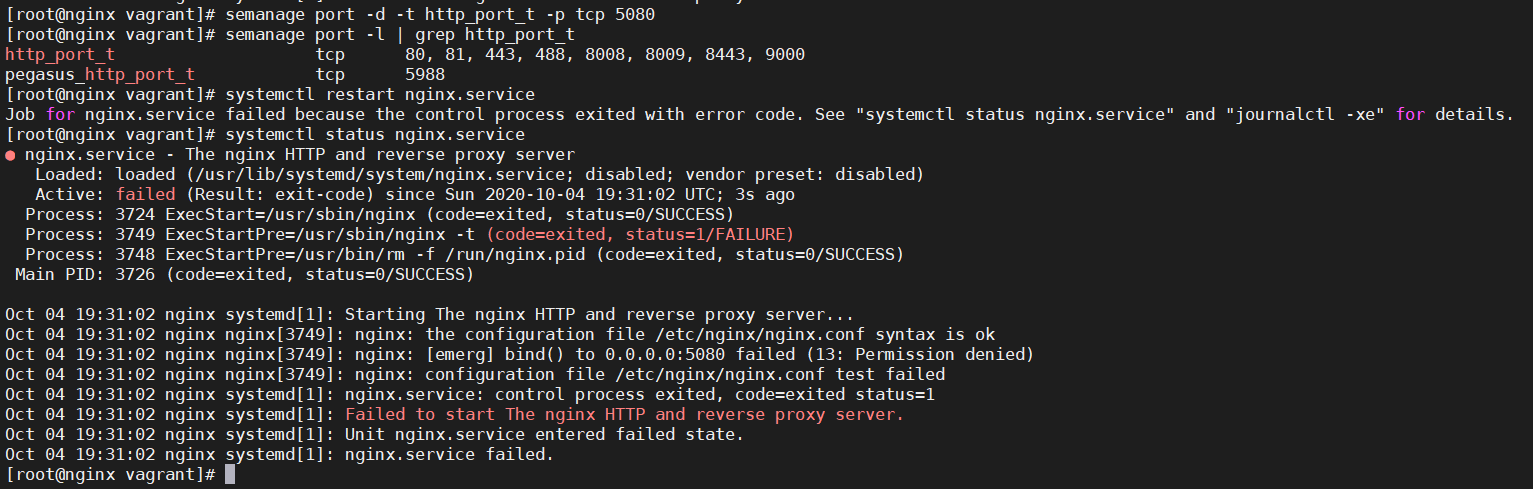 [root@nginx vagrant]# semanage port -d -t http_port_t -p tcp 5080
[root@nginx vagrant]# semanage port -l | grep http_port_t
http_port_t                    tcp      80, 81, 443, 488, 8008, 8009, 8443, 9000
pegasus_http_port_t            tcp      5988
[root@nginx vagrant]# systemctl restart nginx.service
Job for nginx.service failed because the control process exited with error code. See "systemctl status nginx.service" and "journalctl -xe" for details.
[root@nginx vagrant]# systemctl status nginx.service
● nginx.service - The nginx HTTP and reverse proxy server
   Loaded: loaded (/usr/lib/systemd/system/nginx.service; disabled; vendor preset: disabled)
   Active: failed (Result: exit-code) since Sun 2020-10-04 19:31:02 UTC; 3s ago
  Process: 3724 ExecStart=/usr/sbin/nginx (code=exited, status=0/SUCCESS)
  Process: 3749 ExecStartPre=/usr/sbin/nginx -t (code=exited, status=1/FAILURE)
  Process: 3748 ExecStartPre=/usr/bin/rm -f /run/nginx.pid (code=exited, status=0/SUCCESS)
 Main PID: 3726 (code=exited, status=0/SUCCESS)

Oct 04 19:31:02 nginx systemd[1]: Starting The nginx HTTP and reverse proxy server...
Oct 04 19:31:02 nginx nginx[3749]: nginx: the configuration file /etc/nginx/nginx.conf syntax is ok
Oct 04 19:31:02 nginx nginx[3749]: nginx: [emerg] bind() to 0.0.0.0:5080 failed (13: Permission denied)
Oct 04 19:31:02 nginx nginx[3749]: nginx: configuration file /etc/nginx/nginx.conf test failed
Oct 04 19:31:02 nginx systemd[1]: nginx.service: control process exited, code=exited status=1
Oct 04 19:31:02 nginx systemd[1]: Failed to start The nginx HTTP and reverse proxy server.
Oct 04 19:31:02 nginx systemd[1]: Unit nginx.service entered failed state.
Oct 04 19:31:02 nginx systemd[1]: nginx.service failed.
[root@nginx vagrant]#